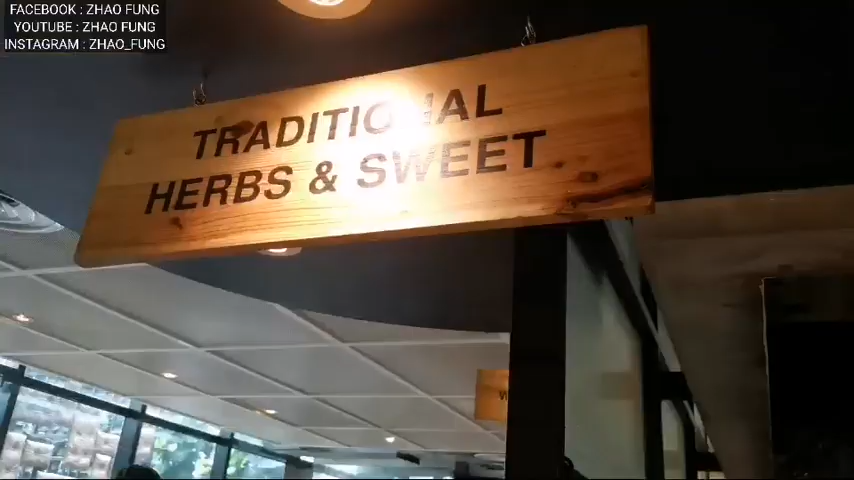 FACEBOOK : ZHAO FUNG
YOUTUBE : ZHAO FUNG
INSTAGRAM : ZHAO_FUNG
TRADITIONAL
HERBS & SWEET